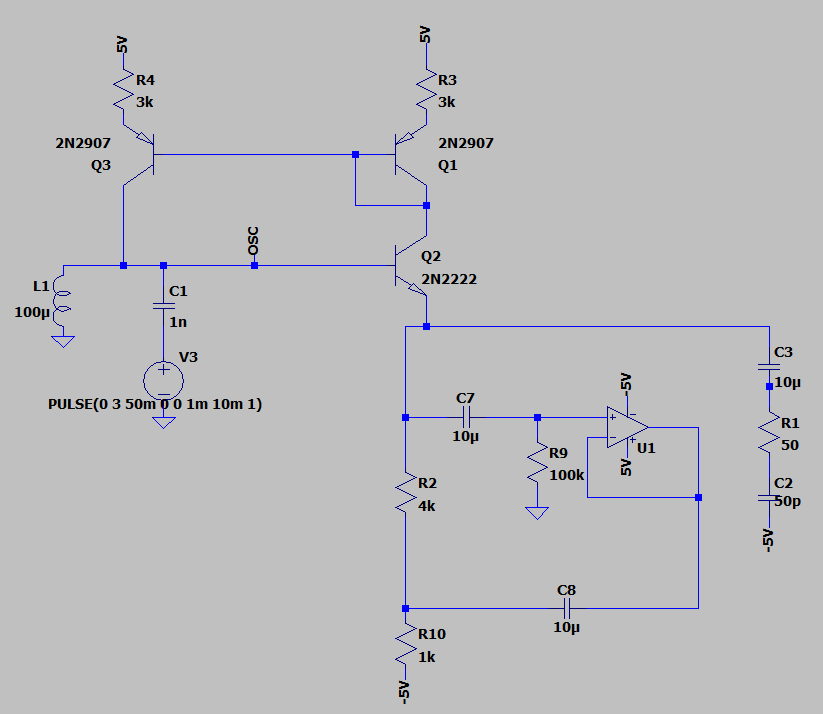 5V
5V
R4
3k
R3
3k
2N2907
Q3
2N2907
Q1
OSC
Q2
2N2222
L1
100µ
C1
1n
V3
PULSE(0 3 50m 0 0 1m 10m 1)
C3
10µ
-5V
C7
10µ
R9
100k
U1
5V
R1
50
R2
4k
C2
50p
-5V
C8
10µ
R10
1k
-5V